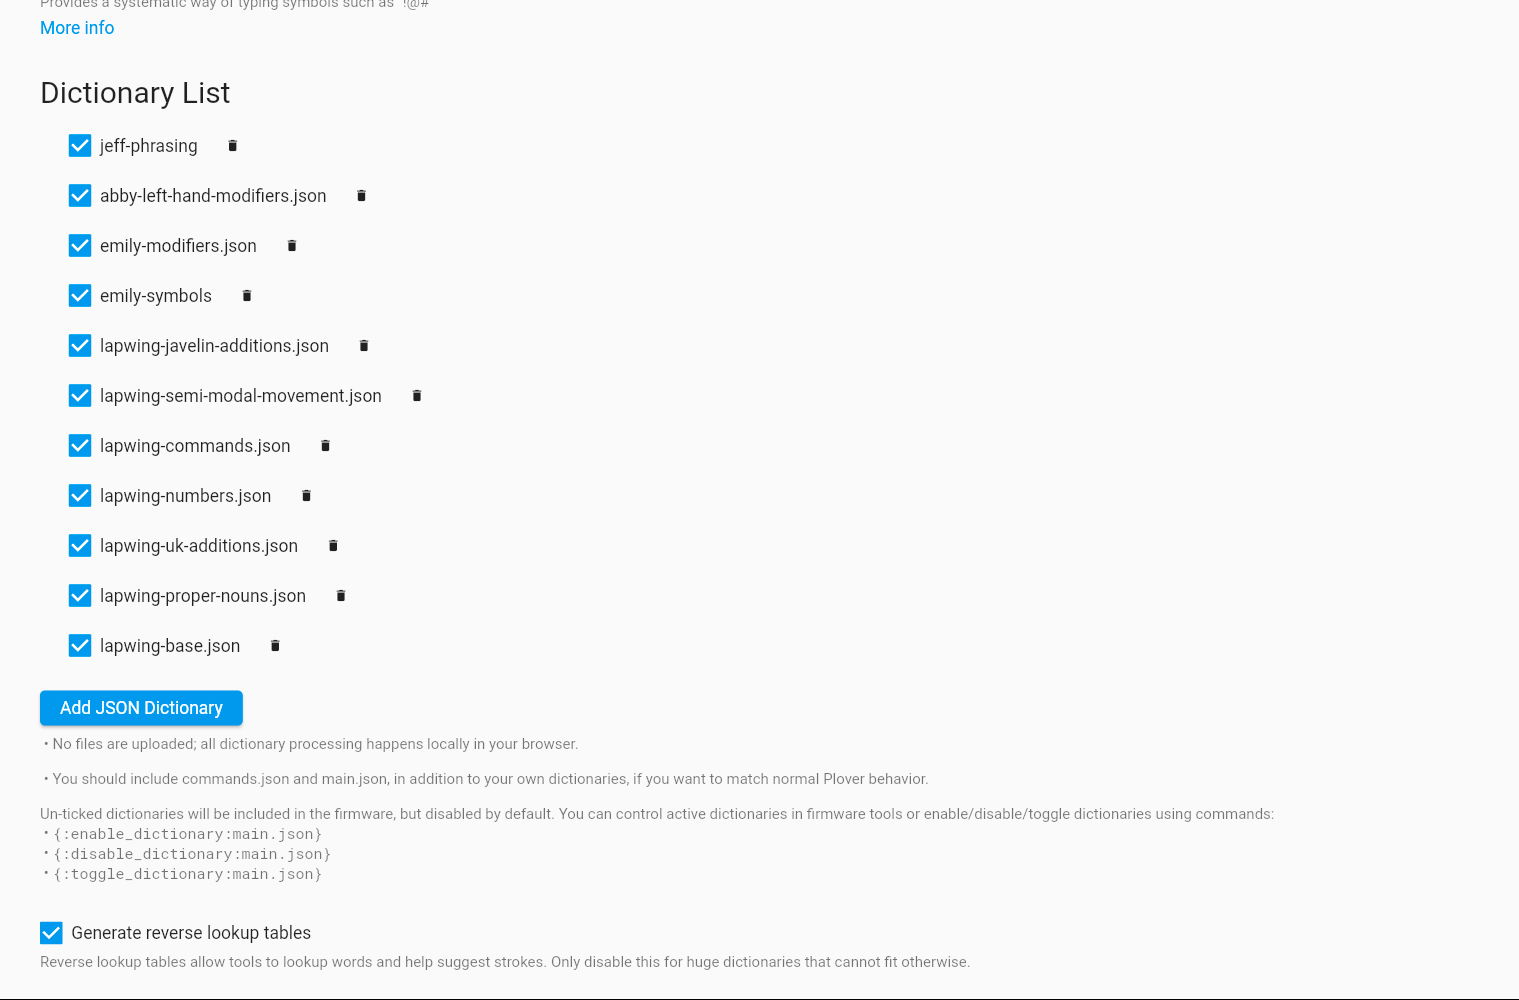 Provides a systematic way of typing symbols such as `!@#
More info
Dictionary List
jeff-phrasing
abby-left-hand-modifiers.json
emily-modifiers.json
emily-symbols
lapwing-javelin-additions.json
lapwing-semi-modal-movement.json
lapwing-commands.json
lapwing-numbers.json
lapwing-uk-additions.json
lapwing-proper-nouns.json
lapwing-base.json
Add JSON Dictionary
• No files are uploaded; all dictionary processing happens locally in your browser.
• You should include commands.json and main.json, in addition to your own dictionaries, if you want to match normal Plover behavior.
Un-ticked dictionaries will be included in the firmware, but disabled by default. You can control active dictionaries in firmware tools or enable/disable/toggle dictionaries using commands:
• {:enable_dictionary:main.json}
• {:disable_dictionary:main.json}
• {:toggle_dictionary:main.json}
Generate reverse lookup tables
Reverse lookup tables allow tools to lookup words and help suggest strokes. Only disable this for huge dictionaries that cannot fit otherwise.